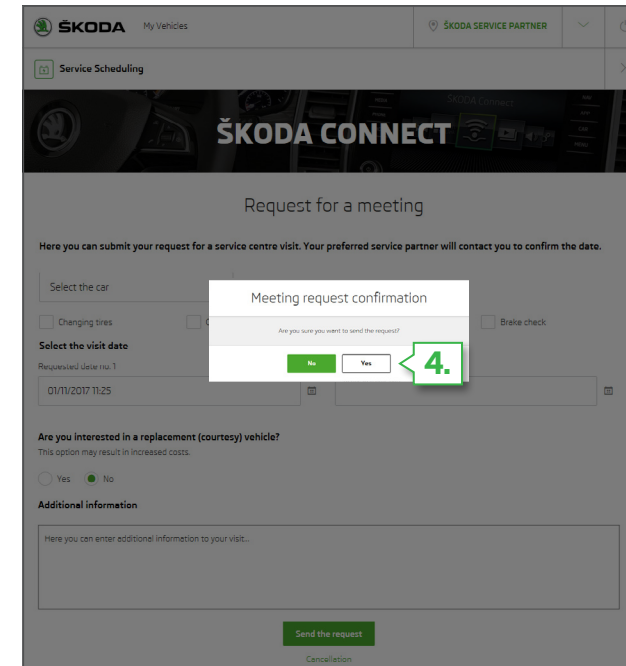 ŠKODA My Vehicles ŠKODA SERVICE PARTNER
Service Scheduling
ŠKODA Connect
ŠKODA CONNECT
Request for a meeting
Here you can submit your request for a service centre visit. Your preferred service partner will contact you to confirm the date.
Select the car
Meeting request confirmation
Changing tires
Brake check
Are you sure you want to send the request?
Select the visit date
No Yes 4.
Requested date no. 1
01/11/2017 11:25
Are you interested in a replacement (courtesy) vehicle?
This option may result in increased costs.
Yes No
Additional information
Here you can enter additional information to your visit...
Send the request
Cancellation